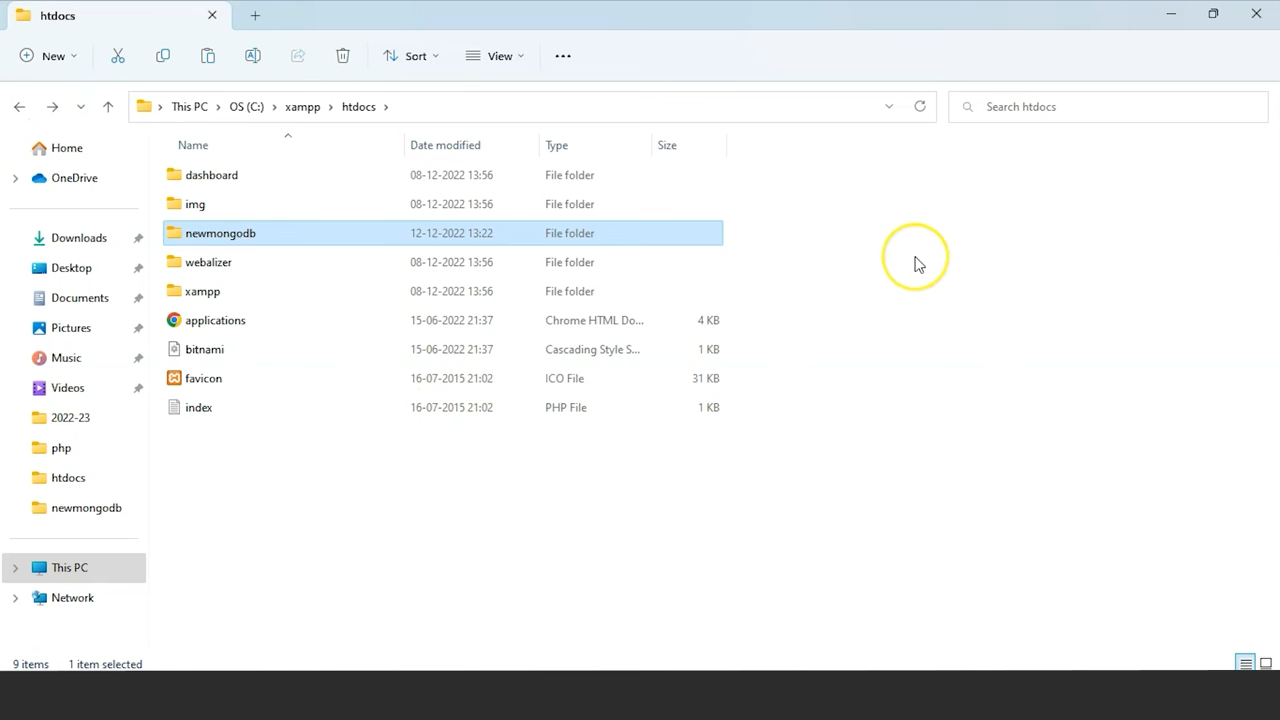 htdocs
New Sort View
This PC OS (C:) xampp htdocs Search htdocs
Home
OneDrive
Downloads
Desktop
Documents
Pictures
Music
Videos
2022-23
php
htdocs
newmongodb
This PC
Network
Name Date modified Type Size
dashboard 08-12-2022 13:56 File folder
img 08-12-2022 13:56 File folder
newmongodb 12-12-2022 13:22 File folder
webalizer 08-12-2022 13:56 File folder
xampp 08-12-2022 13:56 File folder
applications 15-06-2022 21:37 Chrome HTML Do... 4 KB
bitnami 15-06-2022 21:37 Cascading Style S... 1 KB
favicon 16-07-2015 21:02 ICO File 31 KB
index 16-07-2015 21:02 PHP File 1 KB
9 items 1 item selected